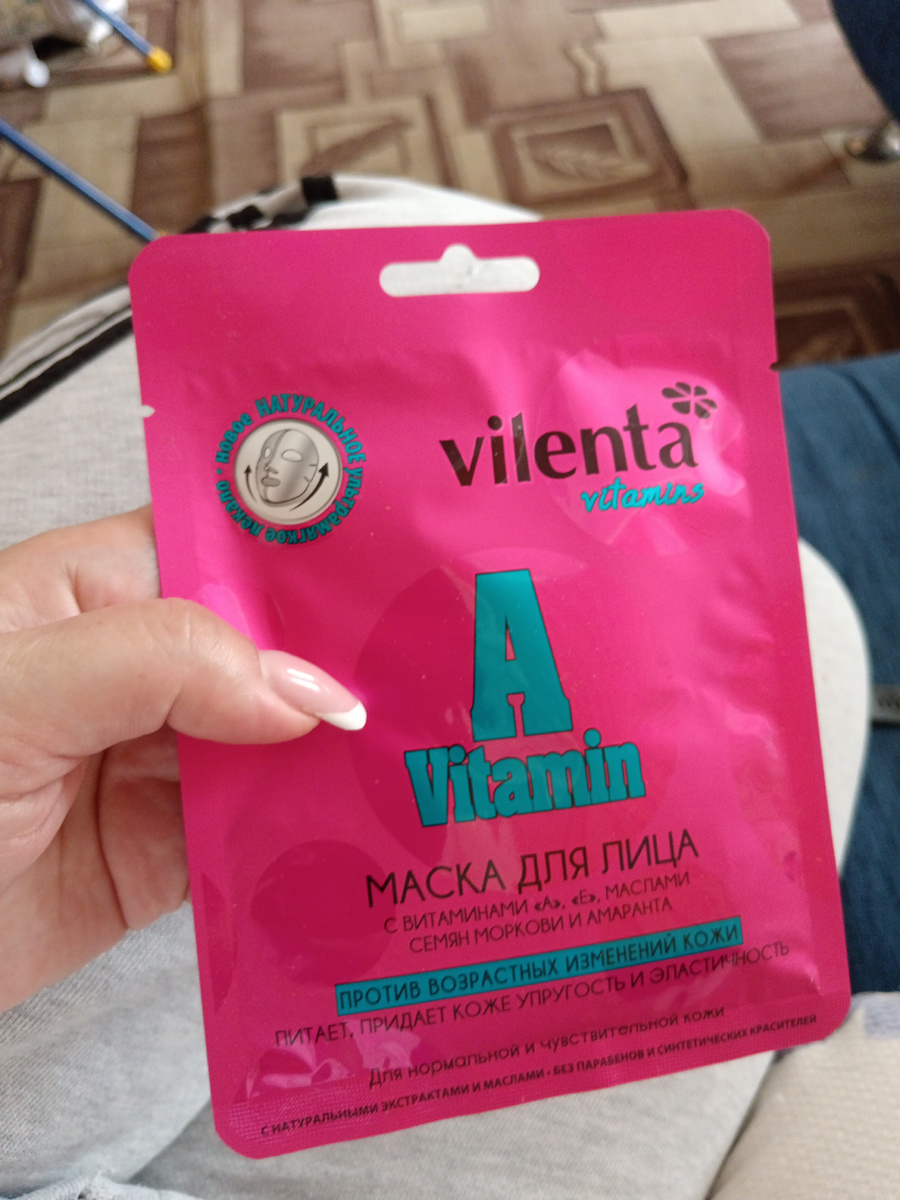 • НОВОЕ НАТУРАЛЬНОЕ УЛЬТРАМЯГКОЕ ЛЕКАЛО
vilenta
vitamins
A
Vitamin
МАСКА ДЛЯ ЛИЦА
С ВИТАМИНАМИ «А», «Е», МАСЛАМИ
СЕМЯН МОРКОВИ И АМАРАНТА
ПРОТИВ ВОЗРАСТНЫХ ИЗМЕНЕНИЙ КОЖИ
ПИТАЕТ, ПРИДАЕТ КОЖЕ УПРУГОСТЬ И ЭЛАСТИЧНОСТЬ
Для нормальной и чувствительной кожи
С НАТУРАЛЬНЫМИ ЭКСТРАКТАМИ И МАСЛАМИ • БЕЗ ПАРАБЕНОВ И СИНТЕТИЧЕСКИХ КРАСИТЕЛЕЙ